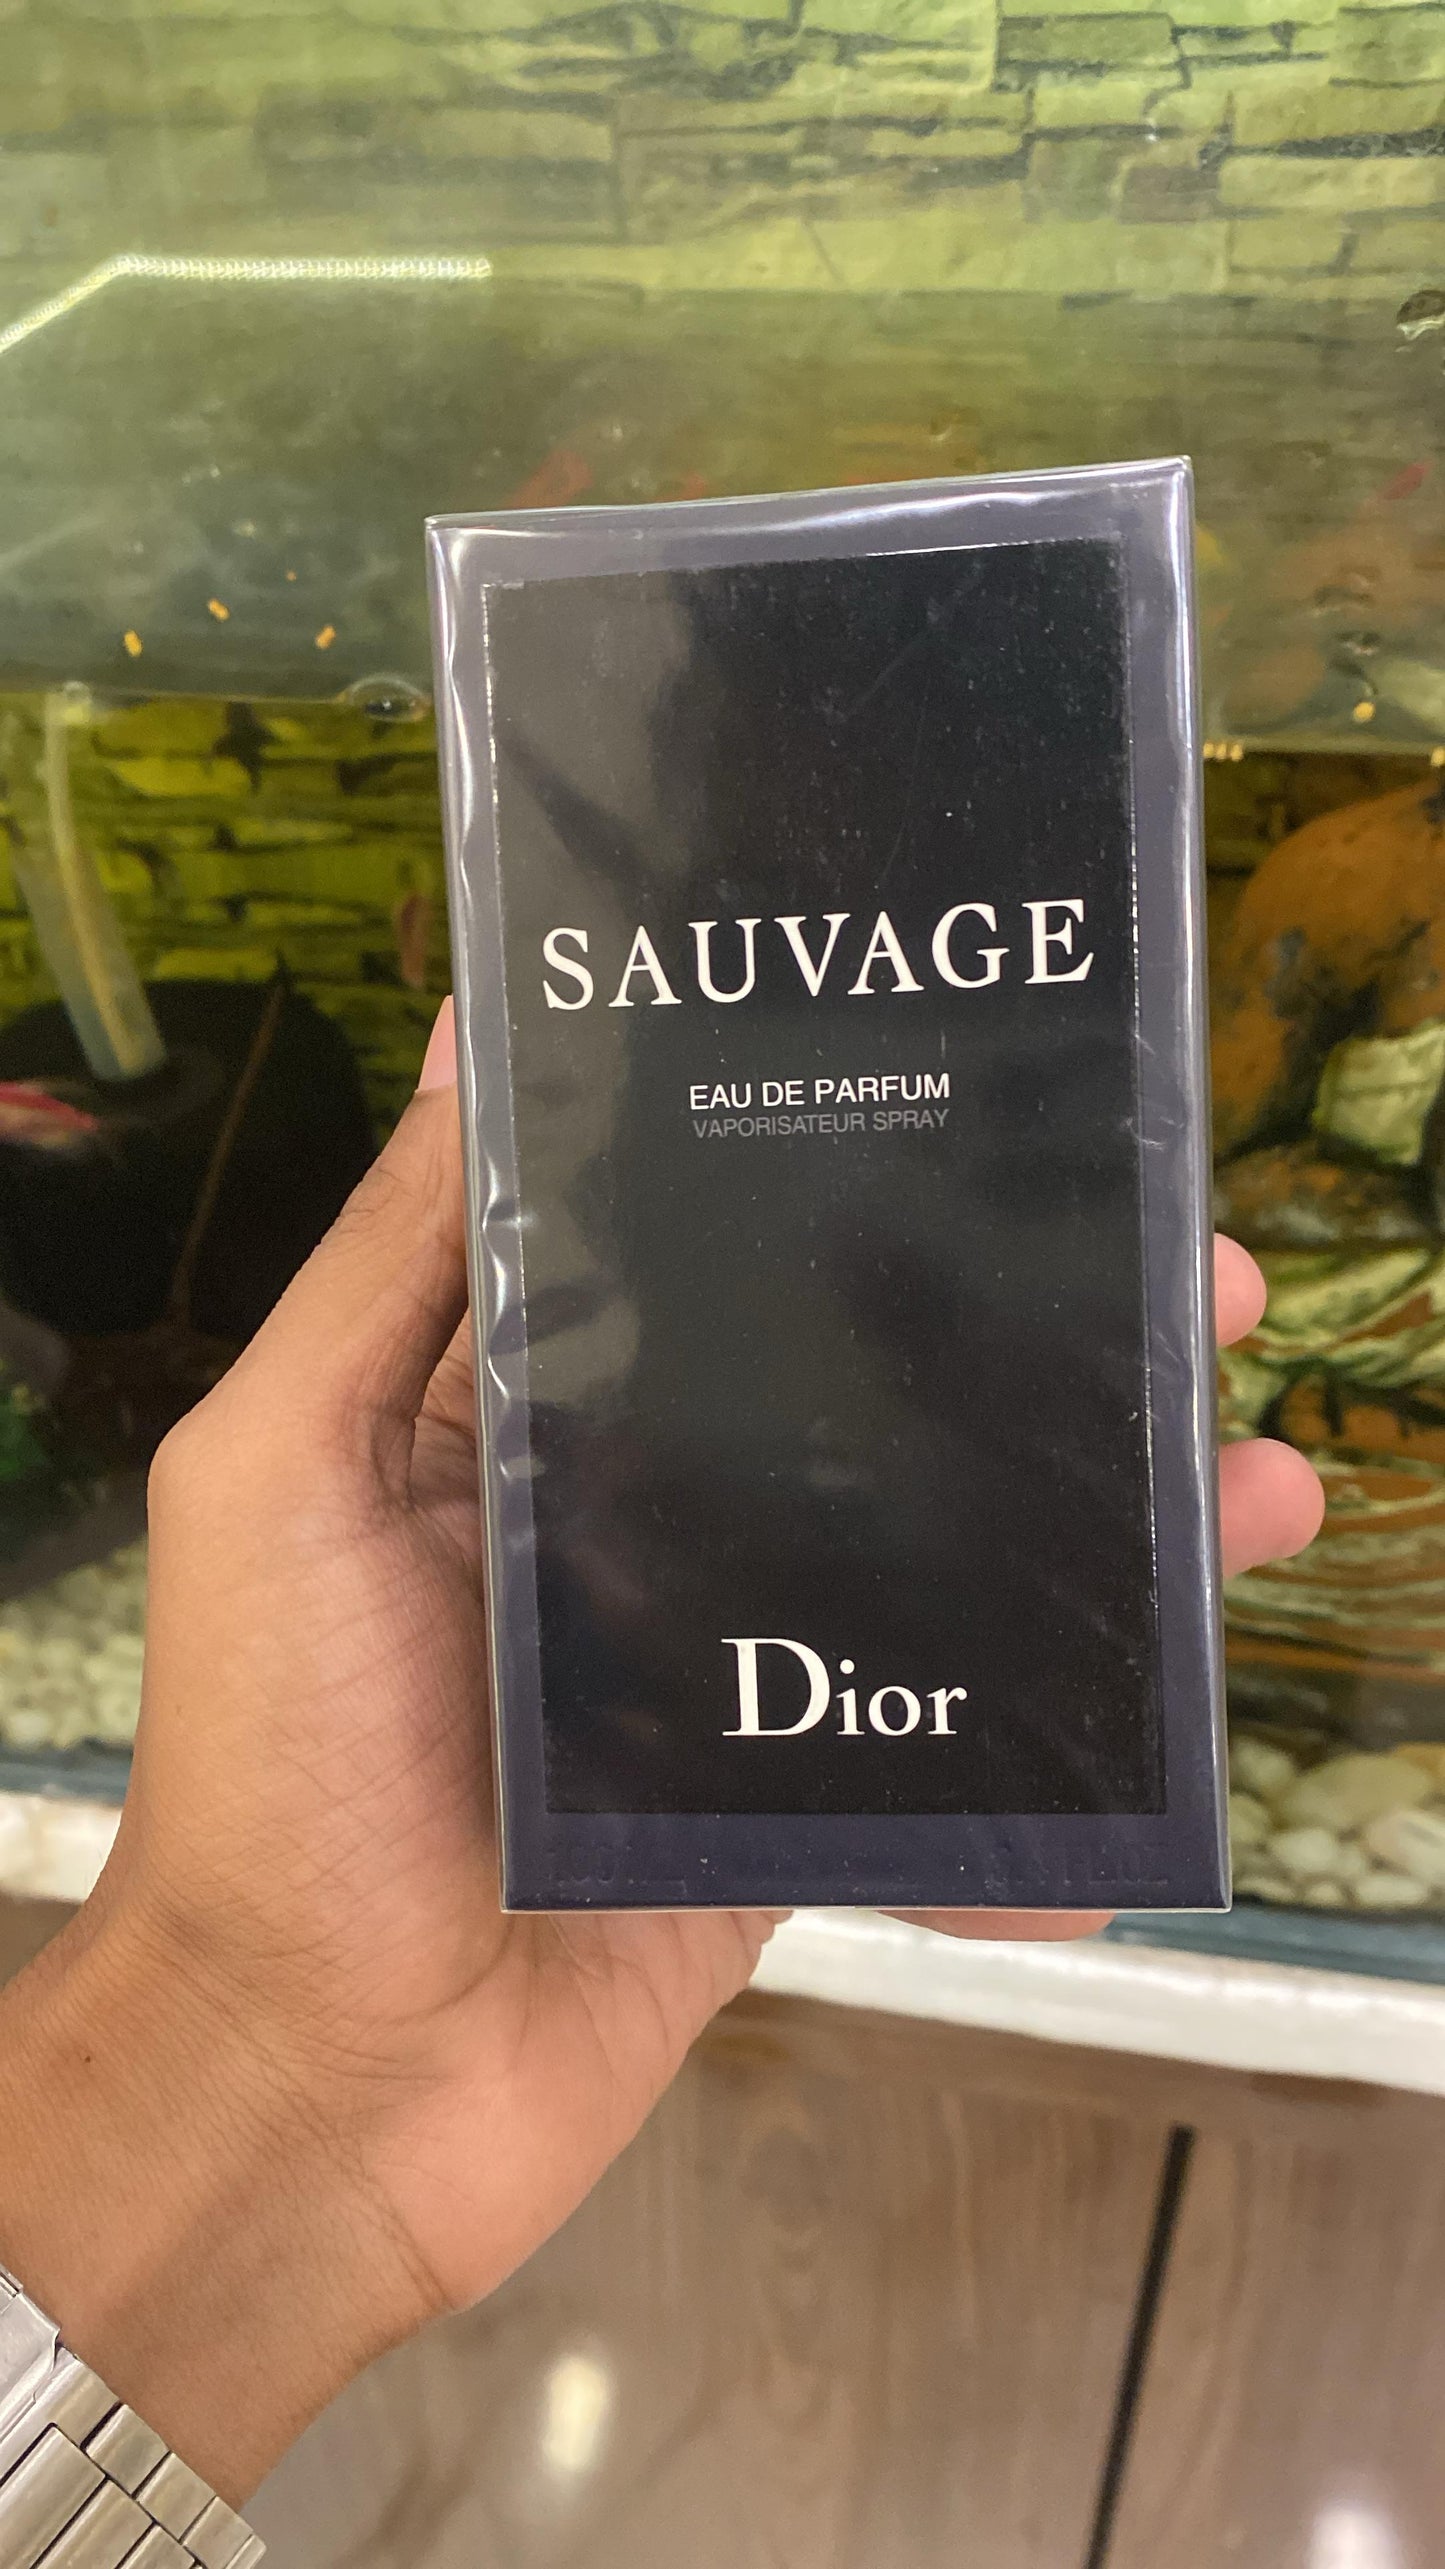 SAUVAGE
EAU DE PARFUM
VAPORISATEUR SPRAY
Dior